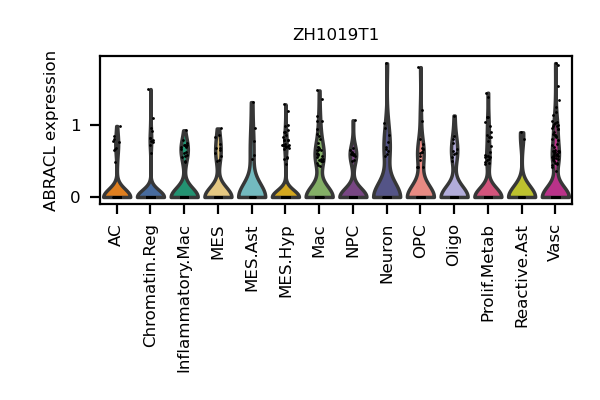 ZH1019T1
ABRACL expression
1
0
AC
Chromatin.Reg
Inflammatory.Mac
MES
MES.Ast
MES.Hyp
Mac
NPC
Neuron
OPC
Oligo
Prolif.Metab
Reactive.Ast
Vasc